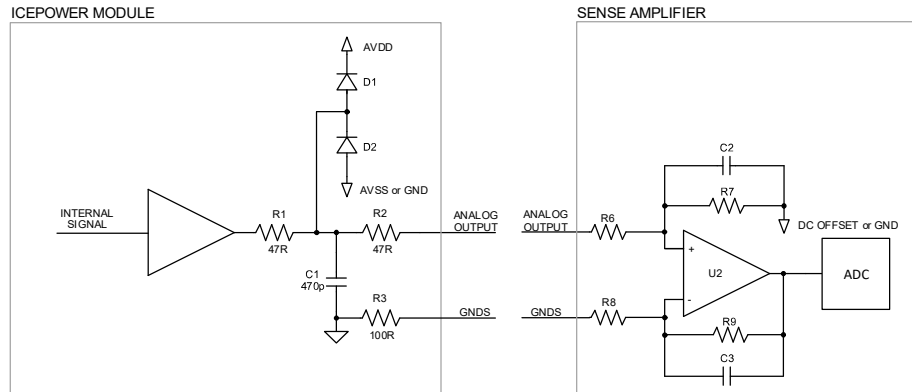 ICEPOWER MODULE
SENSE AMPLIFIER
AVDD
D1
D2
AVSS or GND
INTERNAL
SIGNAL
R1
47R
R2
47R
ANALOG
OUTPUT
C1
470p
R3
100R
GNDS
ANALOG
OUTPUT
R6
C2
R7
DC OFFSET or GND
+
U2
-
ADC
GNDS
R8
R9
C3